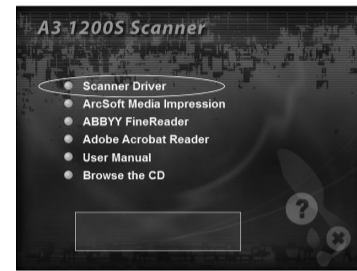 A3 1200S Scanner
Scanner Driver
ArcSoft Media Impression
ABBYY FineReader
Adobe Acrobat Reader
User Manual
Browse the CD
?